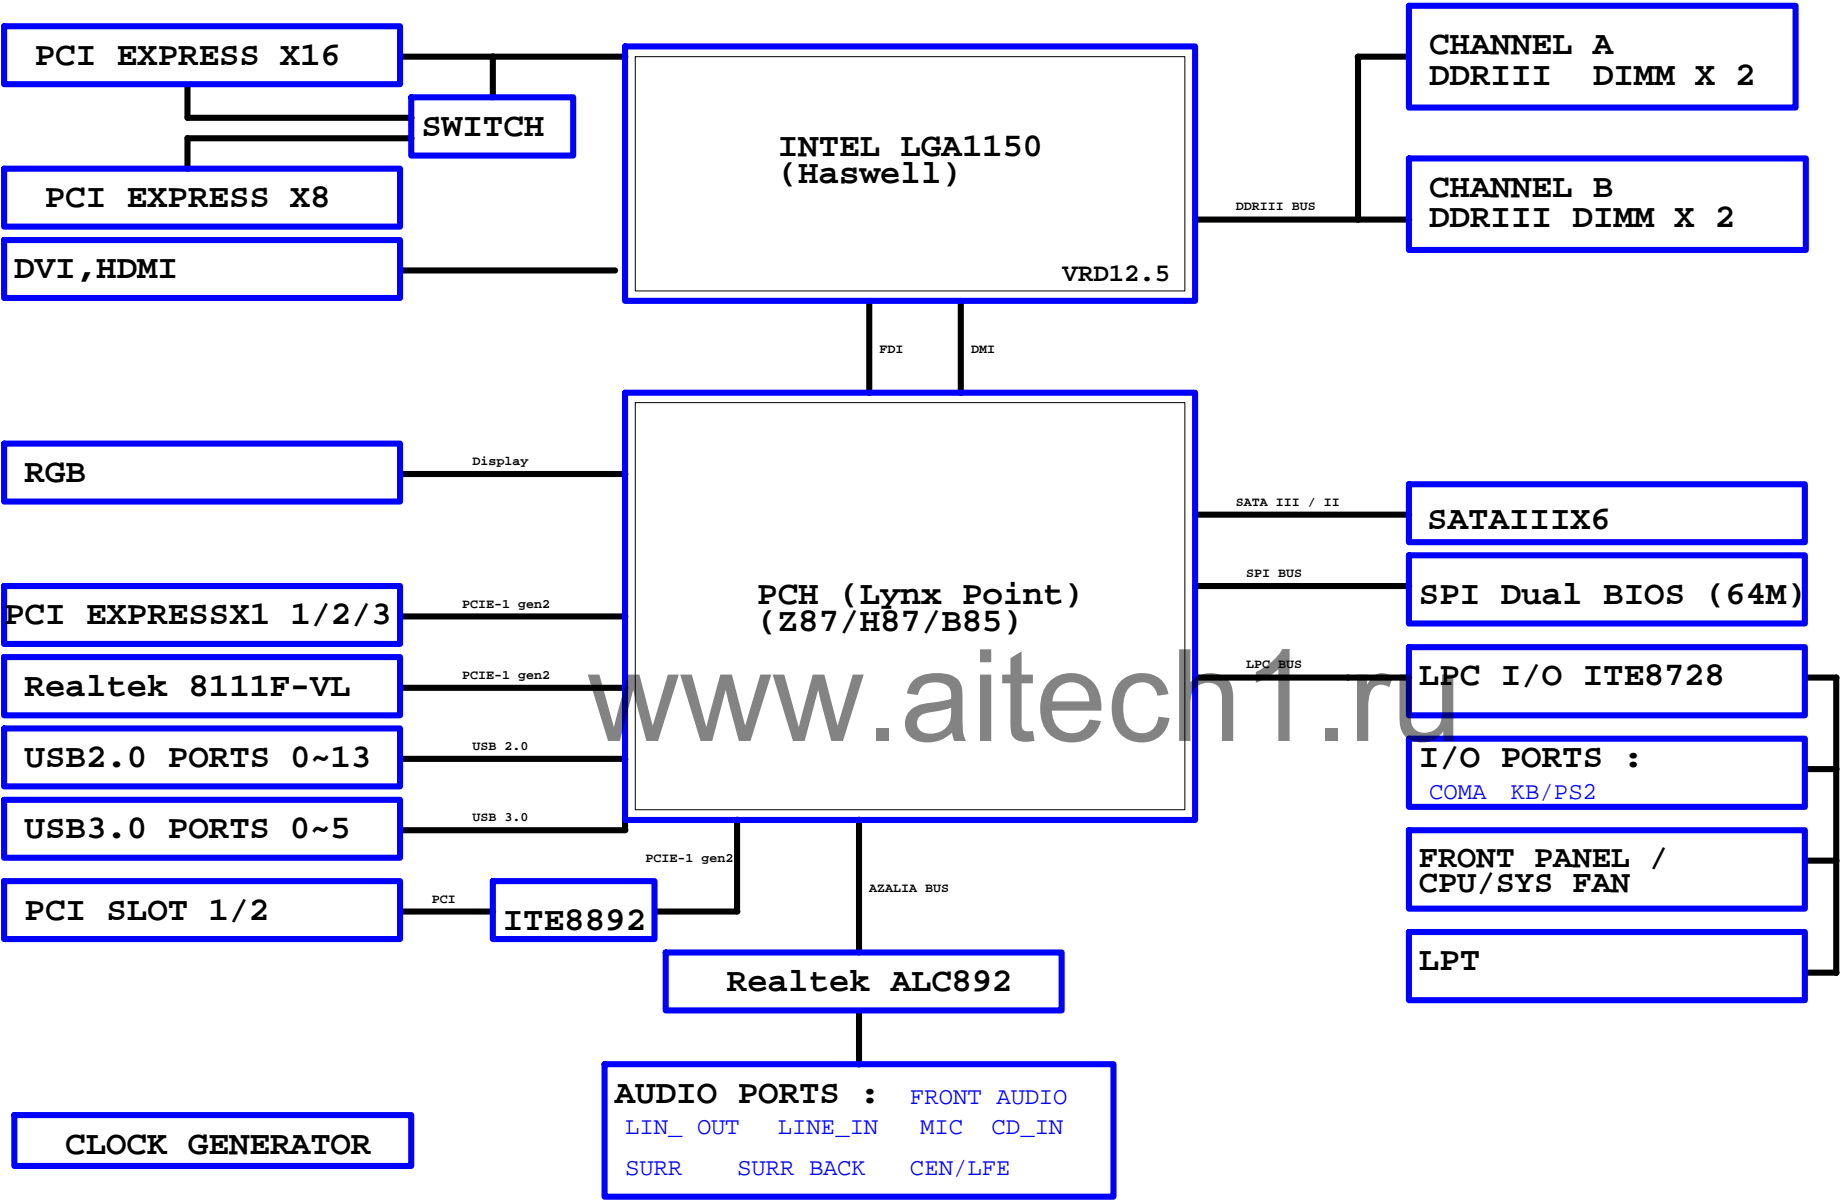 PCI EXPRESS X16
SWITCH
PCI EXPRESS X8
DVI,HDMI
INTEL LGA1150
(Haswell)
VRD12.5
DDRIII BUS
CHANNEL A
DDRIII DIMM X 2
CHANNEL B
DDRIII DIMM X 2
FDI
DMI
RGB
Display
PCI EXPRESSX1 1/2/3
PCIE-1 gen2
Realtek 8111F-VL
PCIE-1 gen2
USB2.0 PORTS 0~13
USB 2.0
USB3.0 PORTS 0~5
USB 3.0
PCI SLOT 1/2
PCI
ITE8892
PCIE-1 gen2
PCH (Lynx Point)
(Z87/H87/B85)
www.aitech1.ru
SATA III / II
SATAIIIX6
SPI BUS
SPI Dual BIOS (64M)
LPC BUS
LPC I/O ITE8728
I/O PORTS :
COMA KB/PS2
FRONT PANEL /
CPU/SYS FAN
LPT
AZALIA BUS
Realtek ALC892
AUDIO PORTS : FRONT AUDIO
LIN_ OUT LINE_IN MIC CD_IN
SURR SURR BACK CEN/LFE
CLOCK GENERATOR